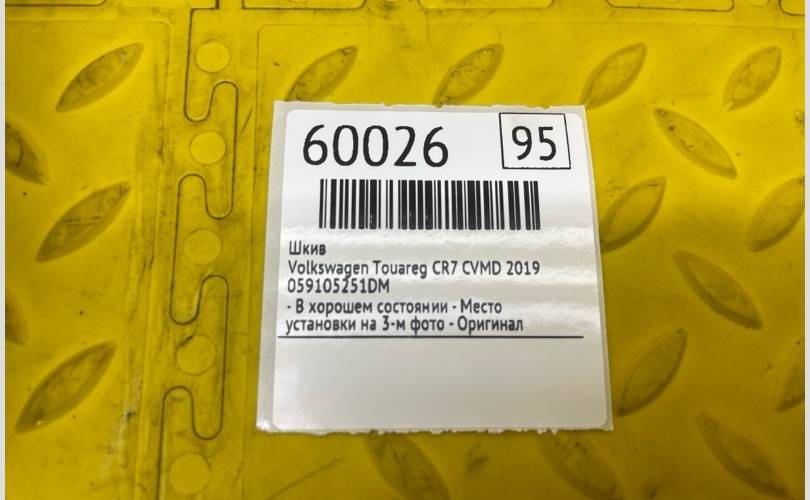 60026
95
Шкив
Volkswagen Touareg CR7 CVMD 2019
059105251DM
- В хорошем состоянии - Место
установки на 3-м фото - Оригинал